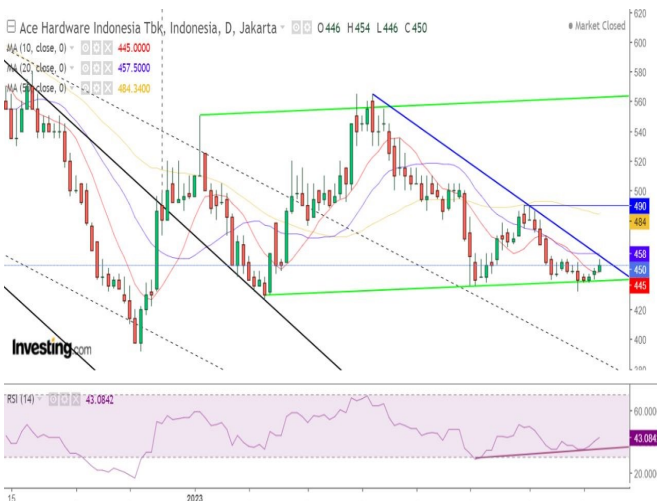 Ace Hardware Indonesia Tbk, Indonesia, D, Jakarta O446 H454 L446 C450
Market Closed
MA (10, close, 0) 445.0000
MA (20, close, 0) 457.5000
MA (50, close, 0) 484.3400
620
600
580
560
540
520
500
490
484
458
450
445
420
400
380
Investing.com
RSI (14) 43.0842
60.000
43.084
20.000
15
2023